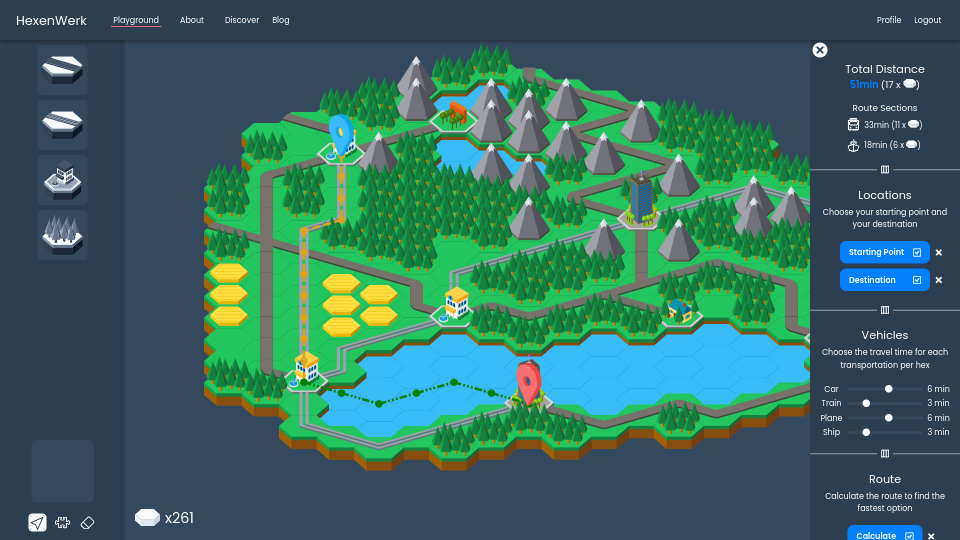 HexenWerk
Playground
About
Discover
Blog
Profile
Logout
Total Distance
51min (17 x )
Route Sections
33min (11 x )
18min (6 x )
Locations
Choose your starting point and
your destination
Starting Point
Destination
Vehicles
Choose the travel time for each
transportation per hex
Car 6 min
Train 3 min
Plane 6 min
Ship 3 min
Route
Calculate the route to find the
fastest option
Calculate
x261